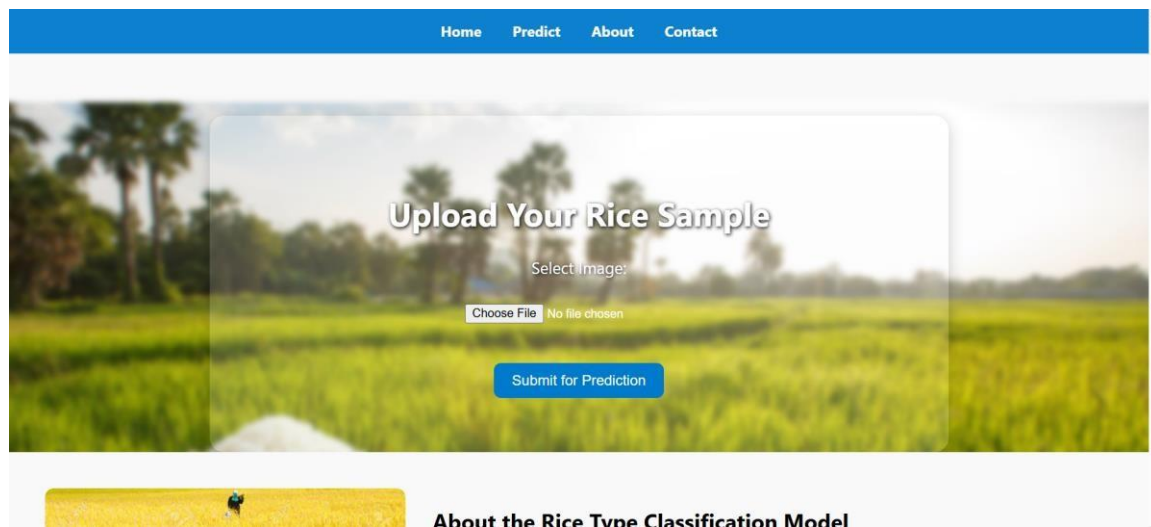 Home Predict About Contact
Upload Your Rice Sample
Select Image:
Choose File No file chosen
Submit for Prediction
About the Rice Type Classification Model